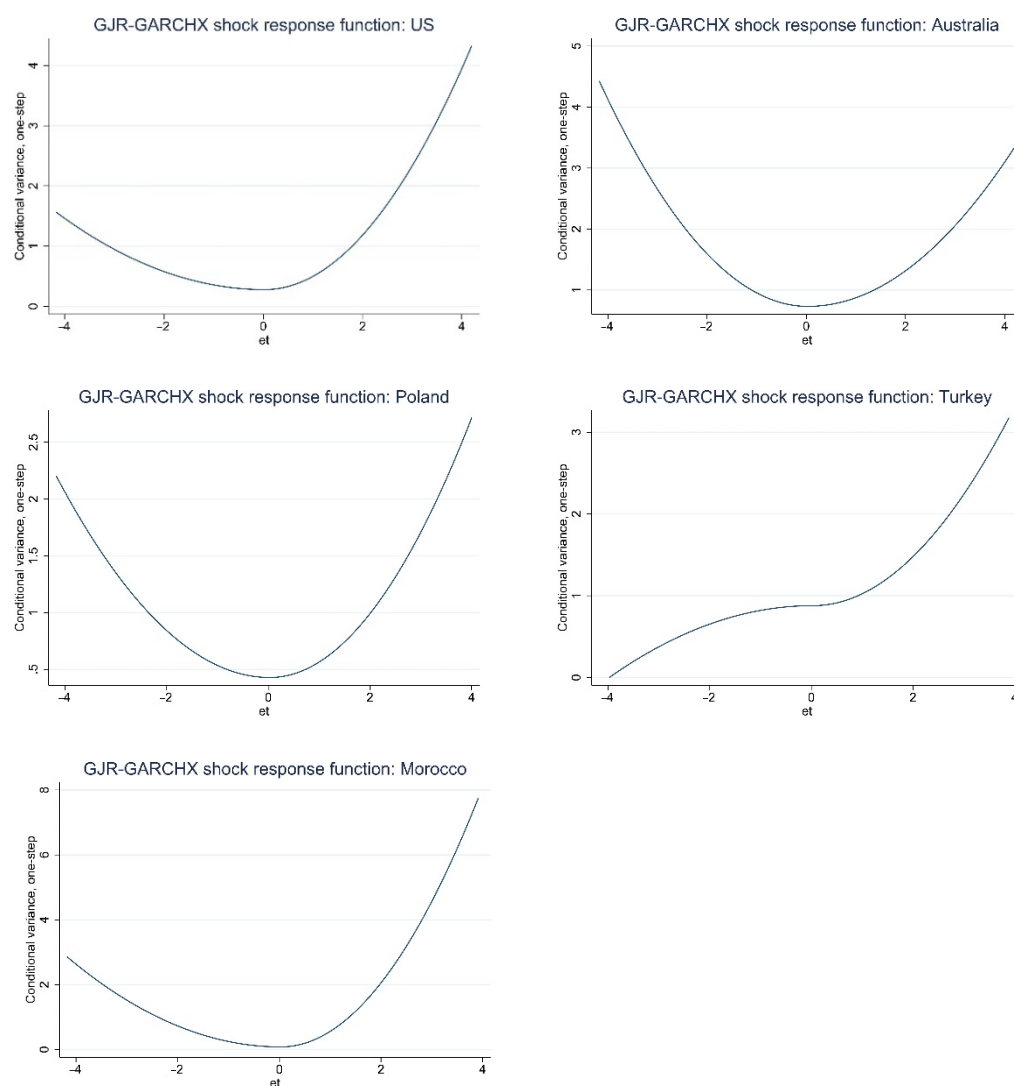 GJR-GARCHX shock response function: US
Conditional variance, one-step
4
3
2
1
0
-4 -2 0 2 4
et
GJR-GARCHX shock response function: Australia
Conditional variance, one-step
5
4
3
2
1
-4 -2 0 2 4
et
GJR-GARCHX shock response function: Poland
Conditional variance, one-step
2.5
2
1.5
1
.5
-4 -2 0 2 4
et
GJR-GARCHX shock response function: Turkey
Conditional variance, one-step
3
2
1
0
-4 -2 0 2 4
et
GJR-GARCHX shock response function: Morocco
Conditional variance, one-step
8
6
4
2
0
-4 -2 0 2 4
et